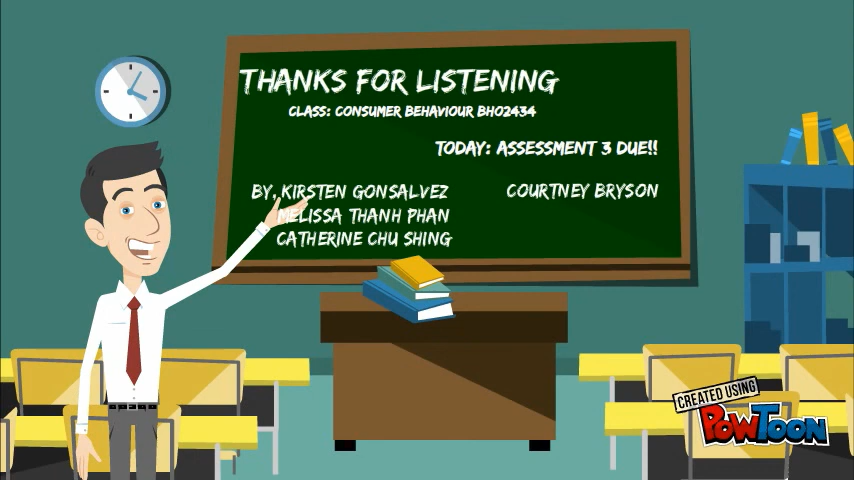 THANKS FOR LISTENING
CLASS: CONSUMER BEHAVIOUR BHO2434
TODAY: ASSESSMENT 3 DUE!!
BY, KIRSTEN GONSALVEZ
COURTNEY BRYSON
MELISSA THANH PHAN
CATHERINE CHU SHING
CREATED USING
POWTOON